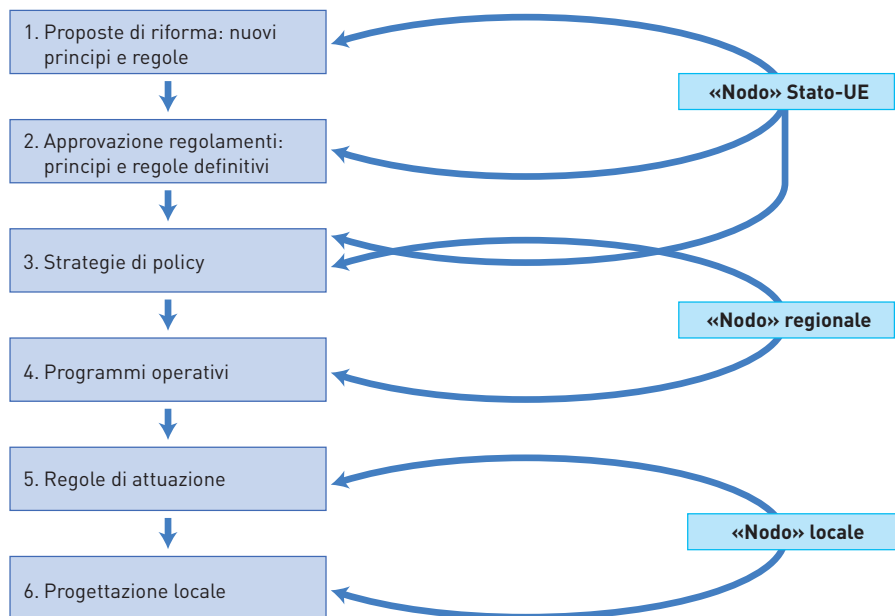 1. Proposte di riforma: nuovi
principi e regole
«Nodo» Stato-UE
2. Approvazione regolamenti:
principi e regole definitivi
3. Strategie di policy
«Nodo» regionale
4. Programmi operativi
5. Regole di attuazione
«Nodo» locale
6. Progettazione locale